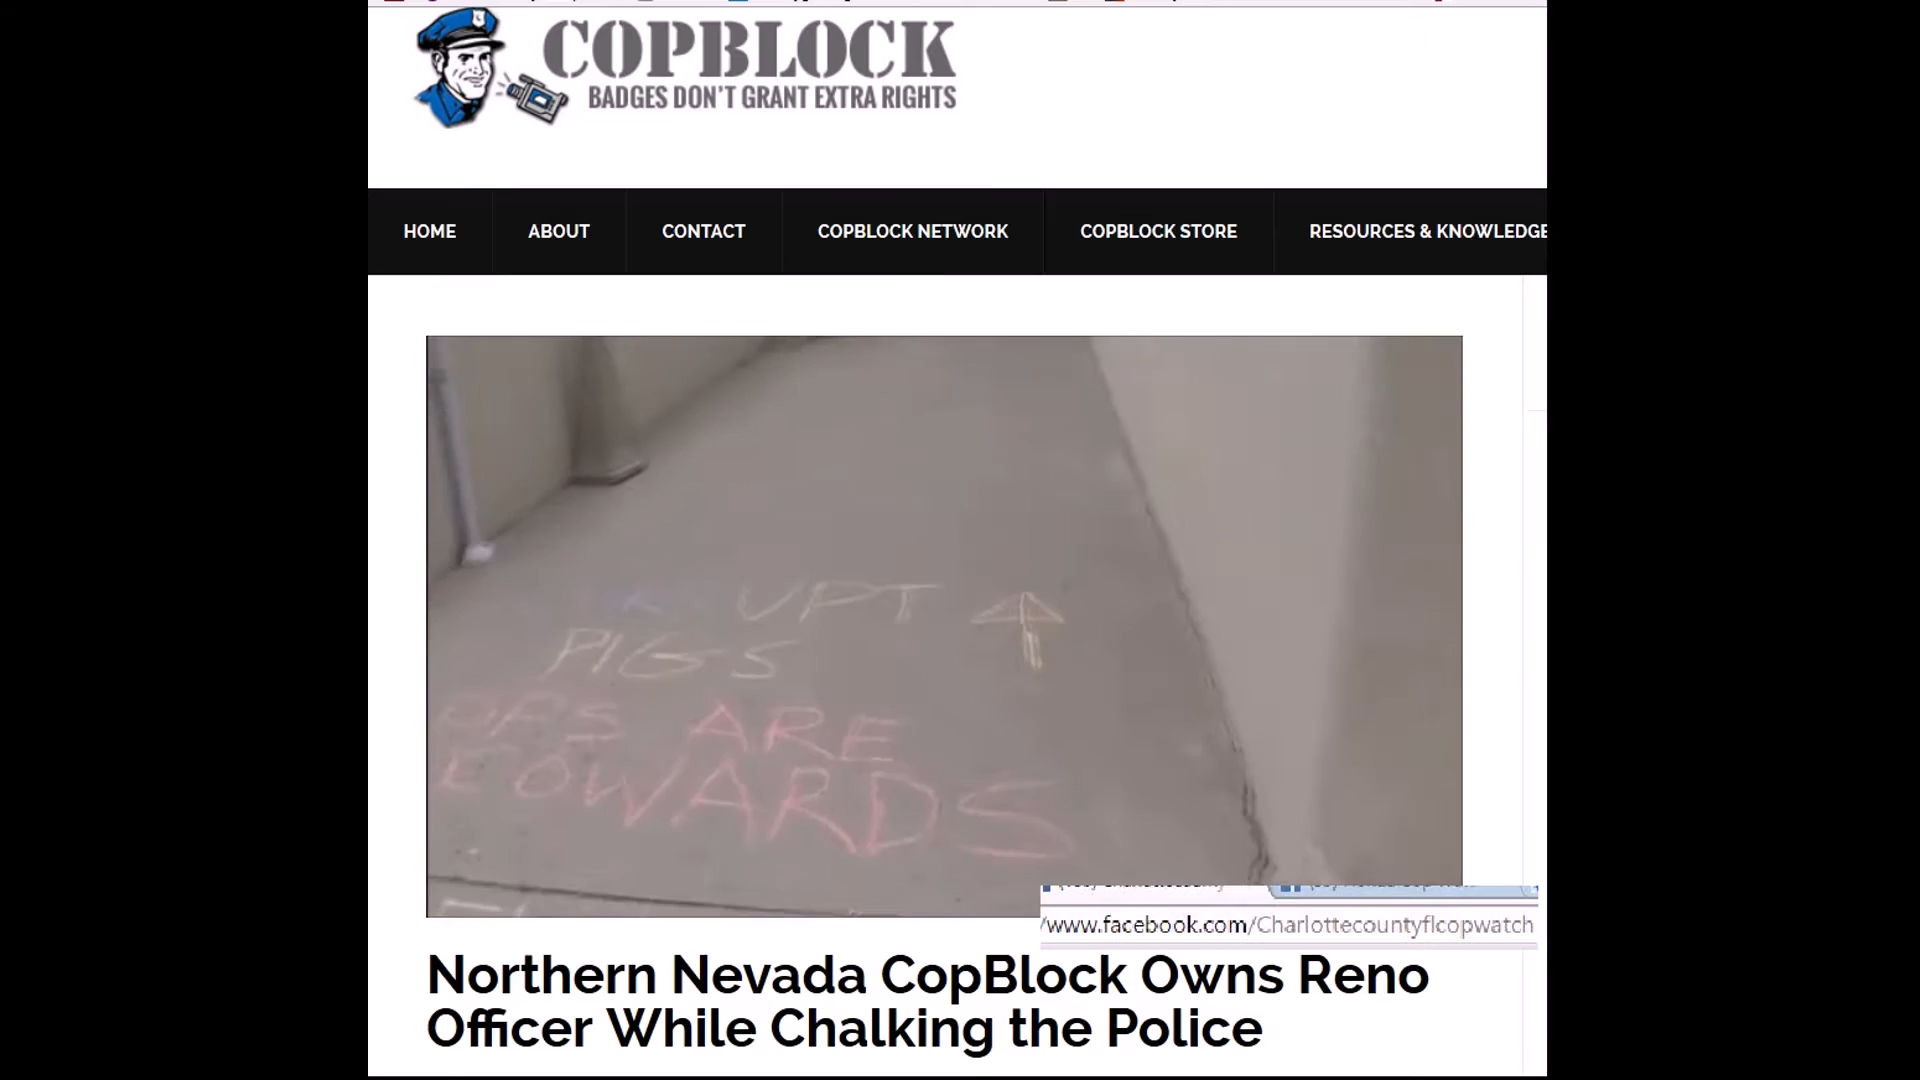 COPBLOCK
BADGES DON'T GRANT EXTRA RIGHTS
HOME ABOUT CONTACT COPBLOCK NETWORK COPBLOCK STORE RESOURCES & KNOWLEDGE
UPT
PIGS
ARE
COWARDS
/www.facebook.com/Charlottecountyflcopwatch
Northern Nevada CopBlock Owns Reno
Officer While Chalking the Police